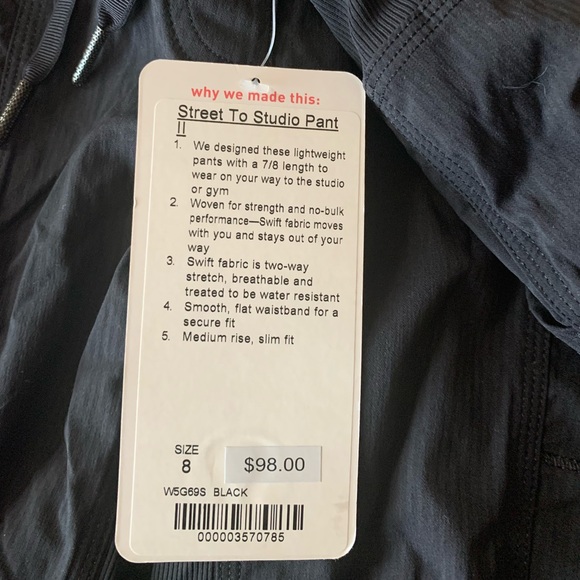 why we made this:
Street To Studio Pant
II
1. We designed these lightweight
pants with a 7/8 length to
wear on your way to the studio
or gym
2. Woven for strength and no-bulk
performance—Swift fabric moves
with you and stays out of your
way
3. Swift fabric is two-way
stretch, breathable and
treated to be water resistant
4. Smooth, flat waistband for a
secure fit
5. Medium rise, slim fit
SIZE
8
$98.00
W5G69S BLACK
000003570785